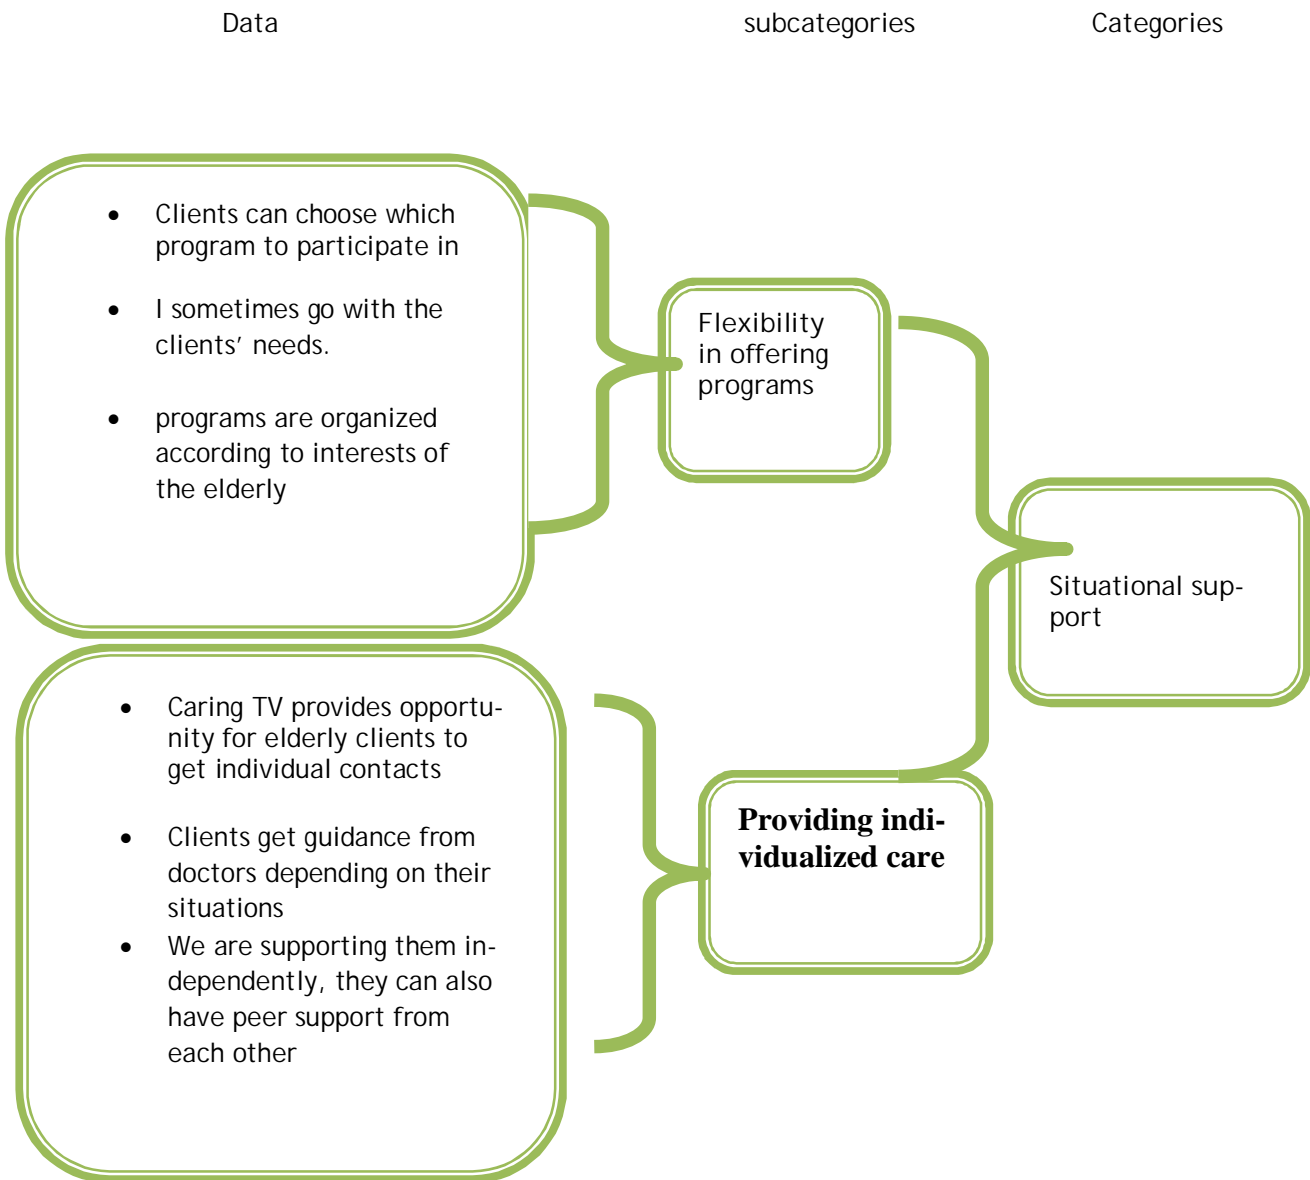 Data subcategories Categories
• Clients can choose which
program to participate in
• I sometimes go with the
clients’ needs.
• programs are organized
according to interests of
the elderly
Flexibility
in offering
programs
Situational sup-
port
• Caring TV provides opportu-
nity for elderly clients to
get individual contacts
• Clients get guidance from
doctors depending on their
situations
• We are supporting them in-
dependently, they can also
have peer support from
each other
Providing indi-
vidualized care